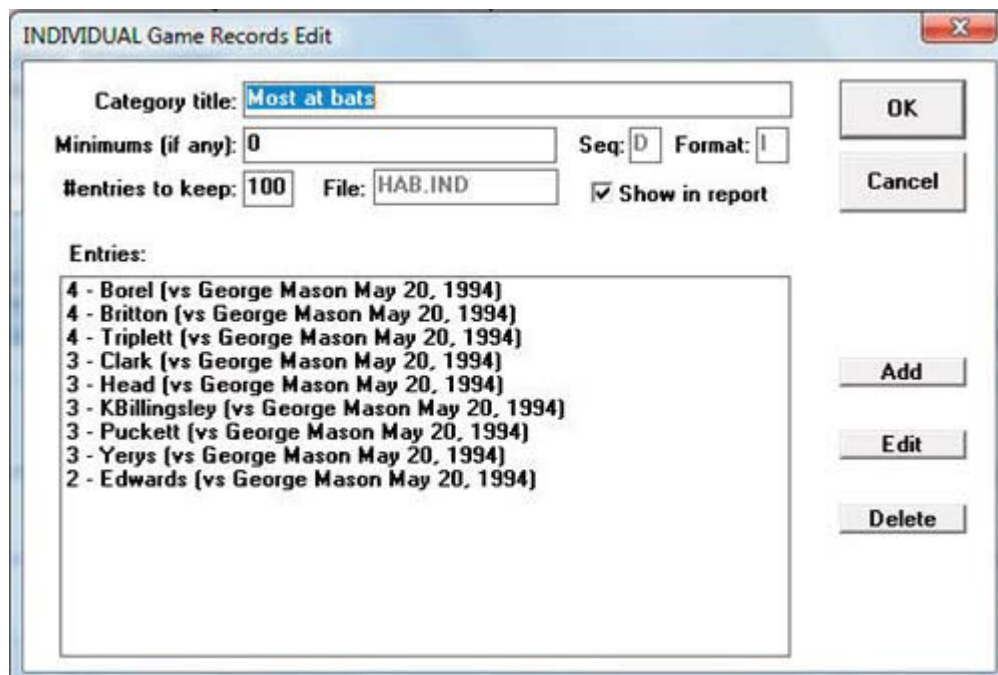 INDIVIDUAL Game Records Edit
Category title: Most at bats
OK
Minimums (if any): 0 Seq: D Format: I
#entries to keep: 100 File: HAB.IND Show in report
Cancel
Entries:
4 - Borel (vs George Mason May 20, 1994)
4 - Britton (vs George Mason May 20, 1994)
4 - Triplett (vs George Mason May 20, 1994)
3 - Clark (vs George Mason May 20, 1994)
3 - Head (vs George Mason May 20, 1994)
3 - KBillingsley (vs George Mason May 20, 1994)
3 - Puckett (vs George Mason May 20, 1994)
3 - Yerys (vs George Mason May 20, 1994)
2 - Edwards (vs George Mason May 20, 1994)
Add
Edit
Delete